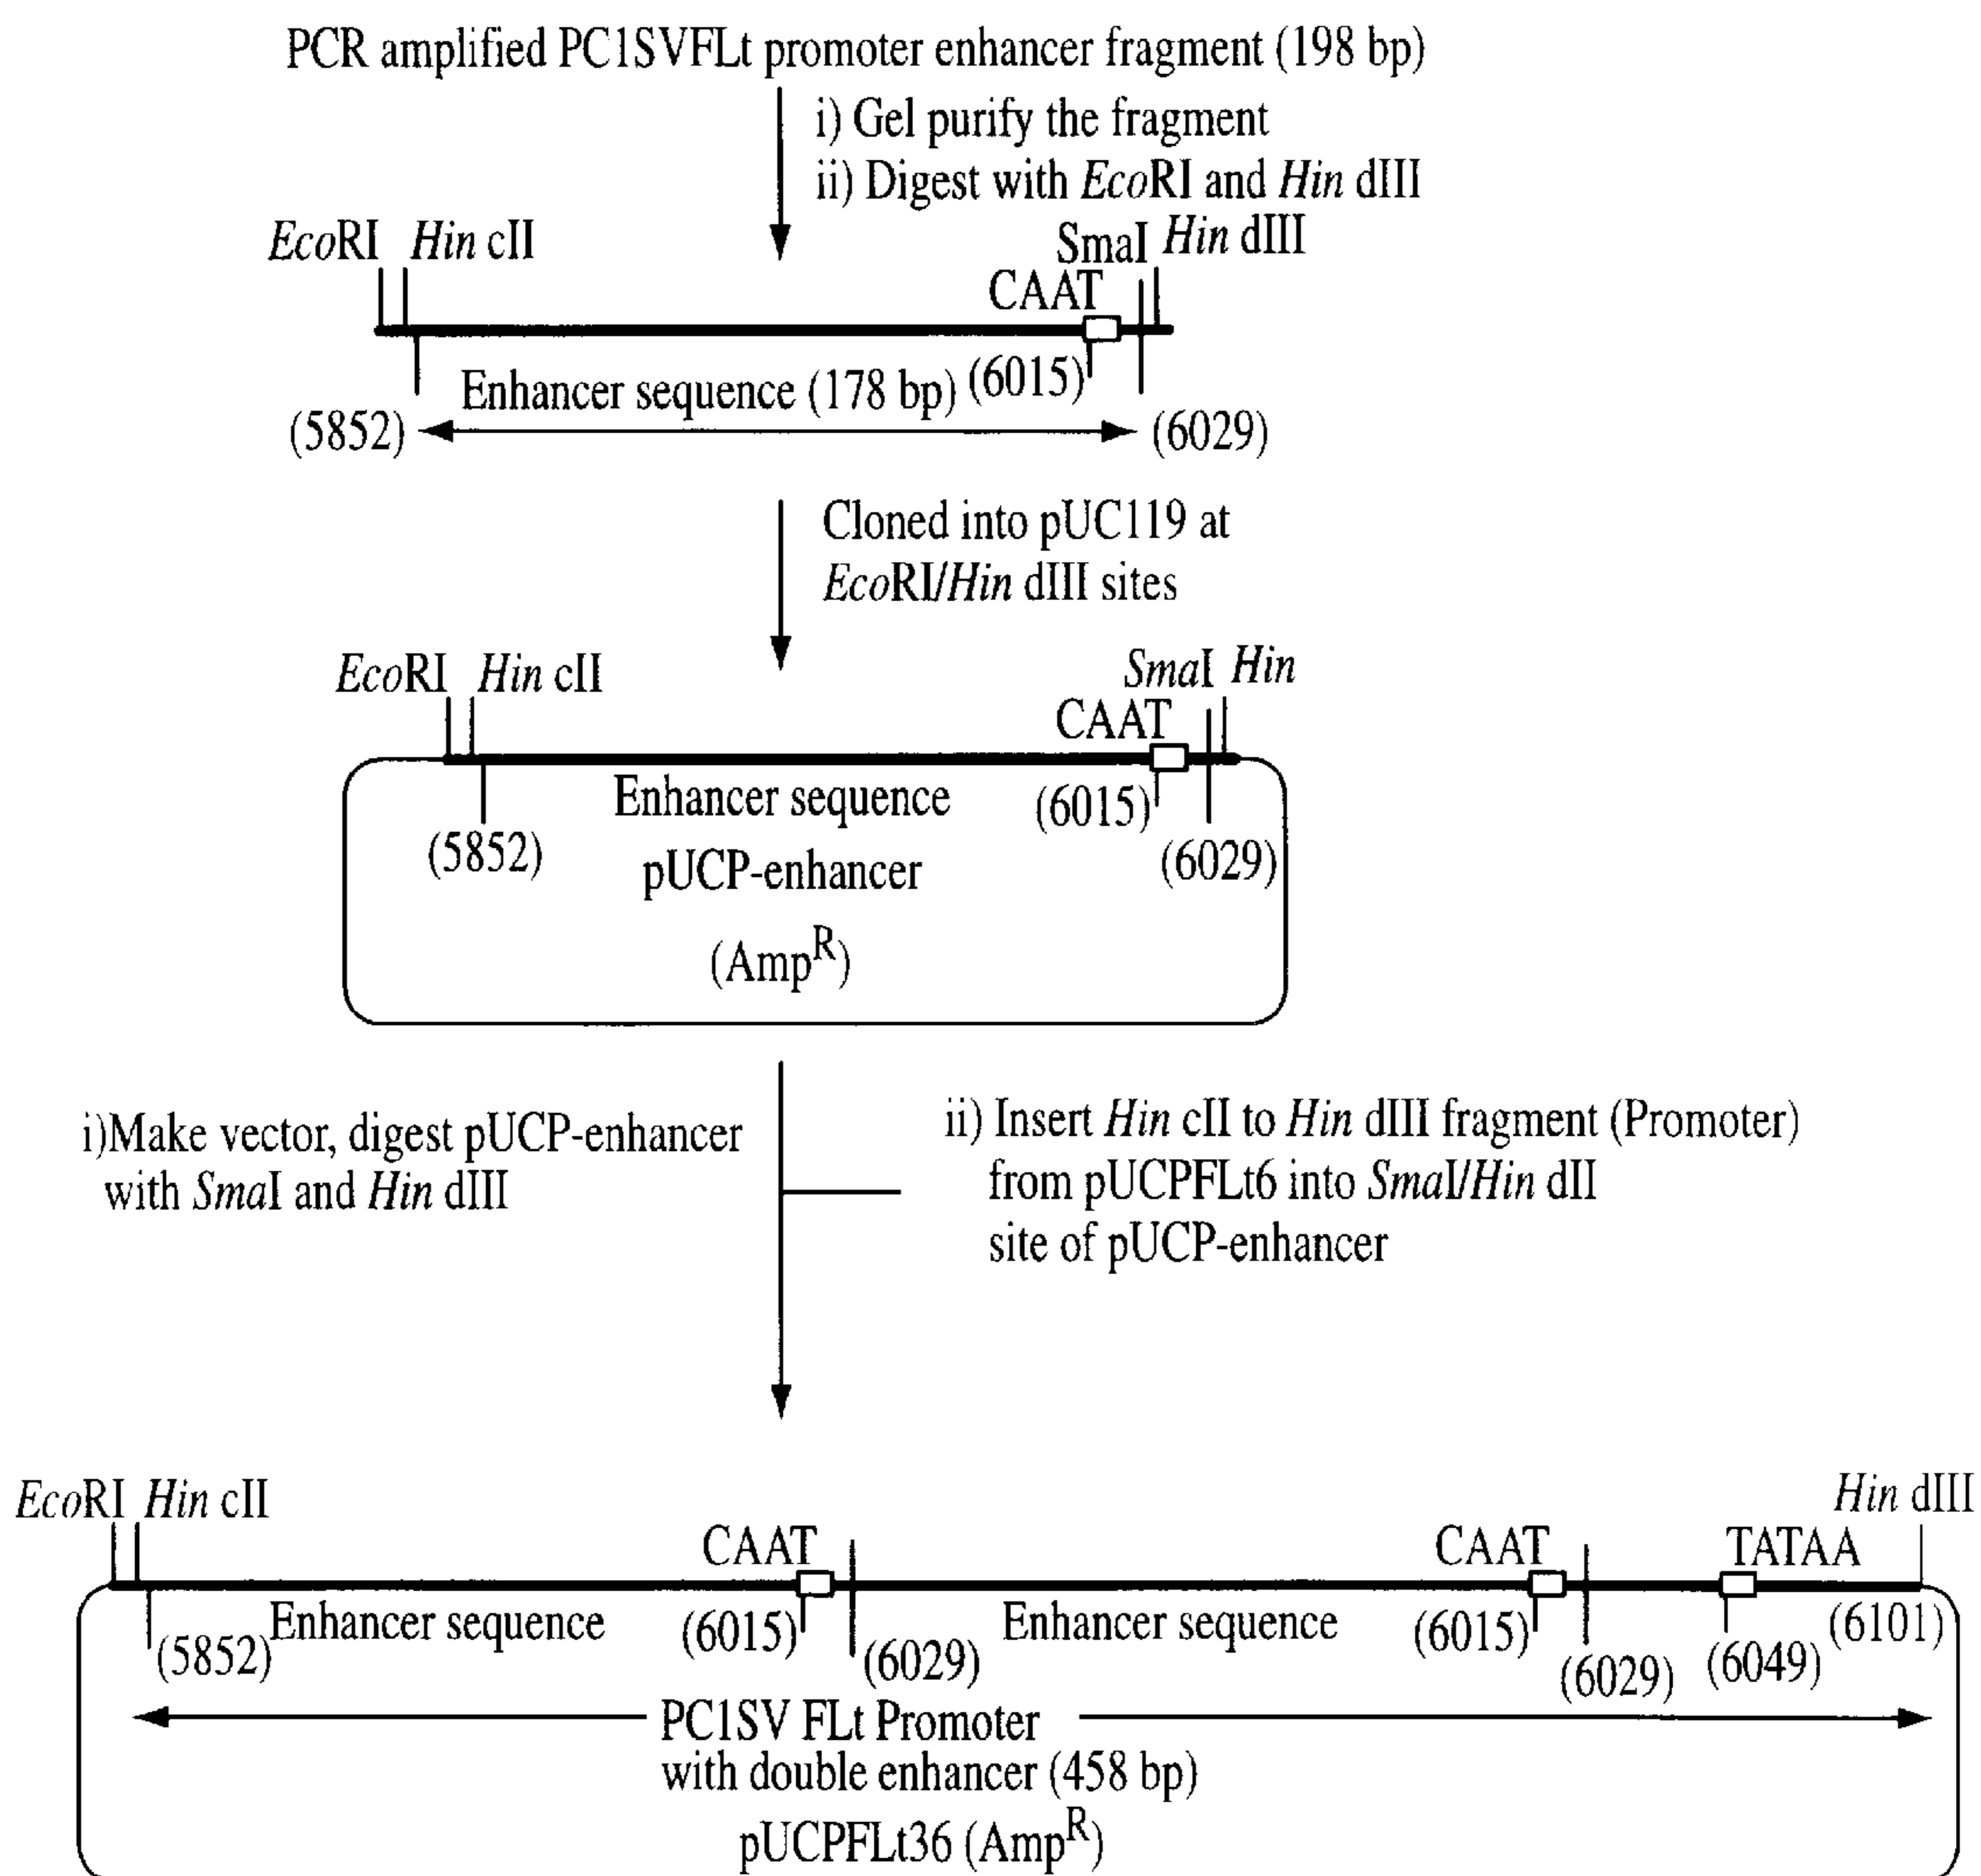 PCR amplified PC1SVFLt promoter enhancer fragment (198 bp)
i) Gel purify the fragment
ii) Digest with EcoRI and Hin dIII
EcoRI Hin cII
SmaI Hin dIII
CAAT
Enhancer sequence (178 bp) (6015)
(5852) (6029)
Cloned into pUC119 at
EcoRI/Hin dIII sites
EcoRI Hin cII
SmaI Hin
CAAT
Enhancer sequence (6015)
(5852) (6029)
pUCP-enhancer
(AmpR)
i)Make vector, digest pUCP-enhancer
with SmaI and Hin dIII
ii) Insert Hin cII to Hin dIII fragment (Promoter)
from pUCPFLt6 into SmaI/Hin dII
site of pUCP-enhancer
EcoRI Hin cII
Hin dIII
CAAT CAAT TATAA
(5852) Enhancer sequence (6015) (6029) Enhancer sequence (6015) (6029) (6049) (6101)
PC1SV FLt Promoter
with double enhancer (458 bp)
pUCPFLt36 (AmpR)